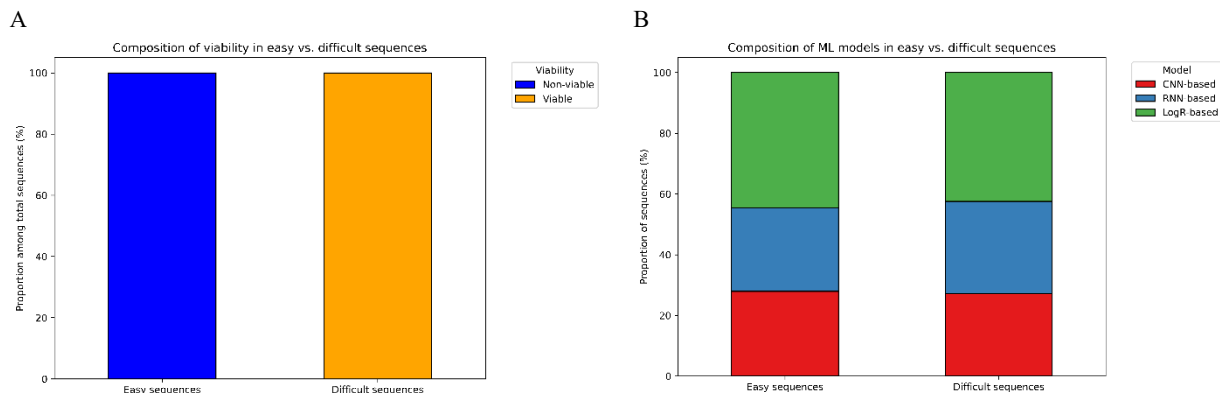 A
Composition of viability in easy vs. difficult sequences
Proportion among total sequences (%)
100
80
60
40
20
0
Easy sequences
Difficult sequences
Viability
Non-viable
Viable
B
Composition of ML models in easy vs. difficult sequences
Proportion of sequences (%)
100
80
60
40
20
0
Easy sequences
Difficult sequences
Model
CNN-based
RNN-based
LogR-based